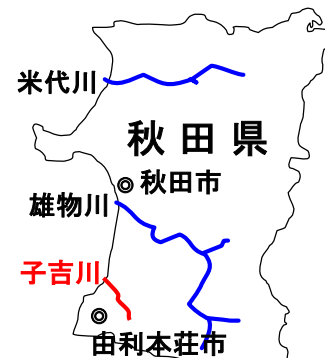 米代川
秋田県
秋田市
雄物川
子吉川
由利本荘市